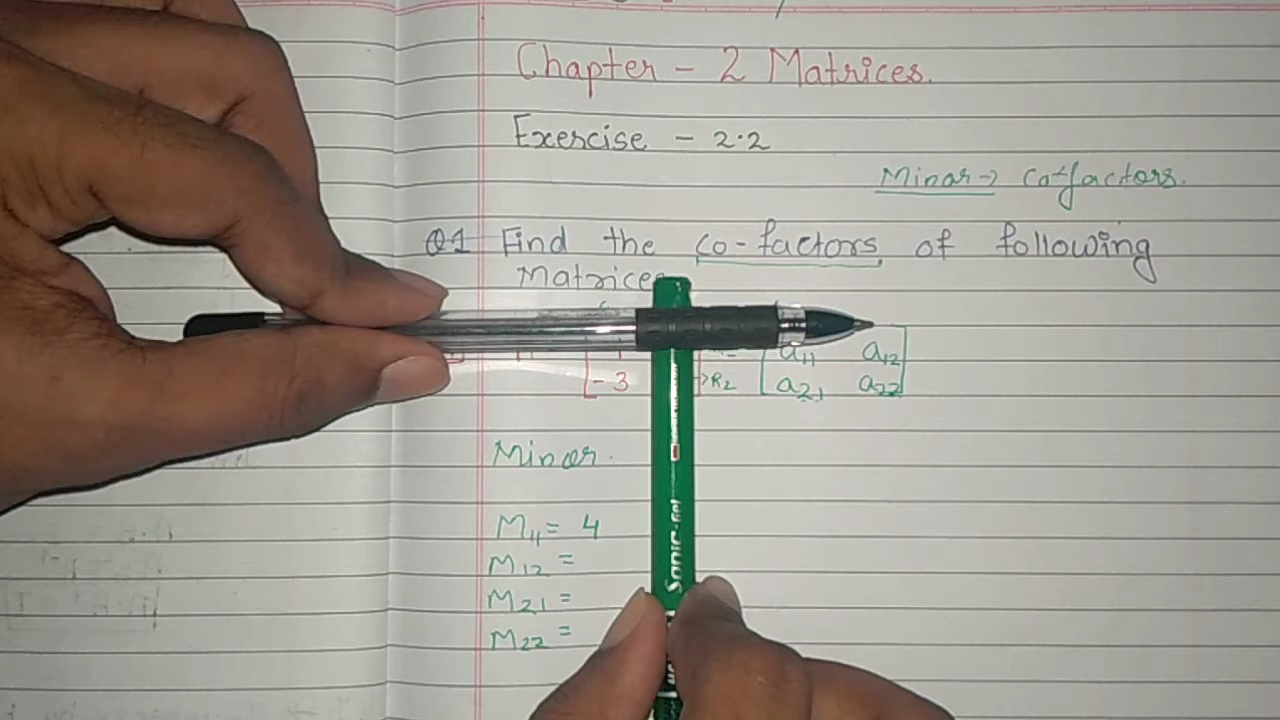 Chapter - 2 Matrices.
Exercise - 2.2
Minor → Co-factors.
Q1 Find the co-factors of following
Matrices
a11 a12
[-3 ] → R2 [a21 a22]
Minor.
M11 = 4
M12 =
M21 =
M22 =
Sonic-Gel